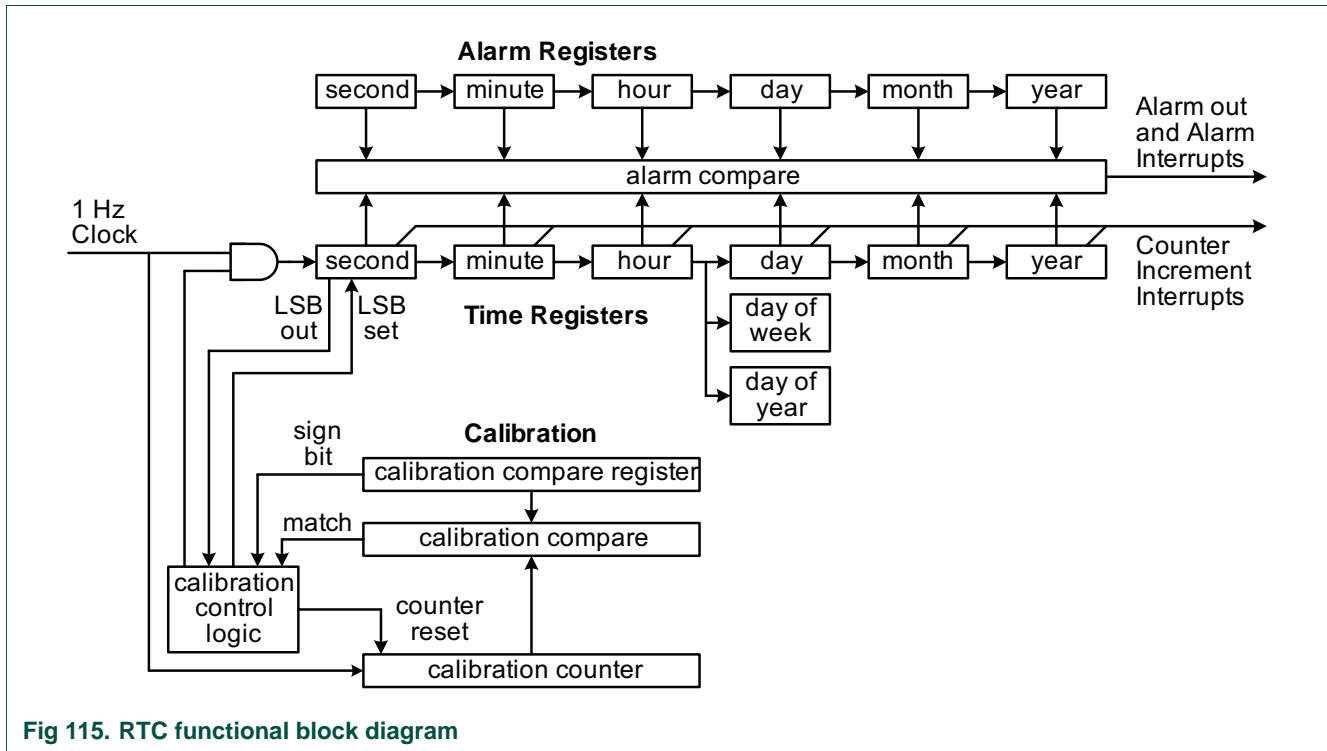 Alarm Registers
second minute hour day month year
Alarm out
and Alarm
Interrupts
alarm compare
1 Hz
Clock
second minute hour day month year
Counter
Increment
Interrupts
LSB
out
LSB
set
Time Registers
day of
week
day of
year
Calibration
sign
bit
calibration compare register
match
calibration compare
calibration
control
logic
counter
reset
calibration counter
Fig 115. RTC functional block diagram